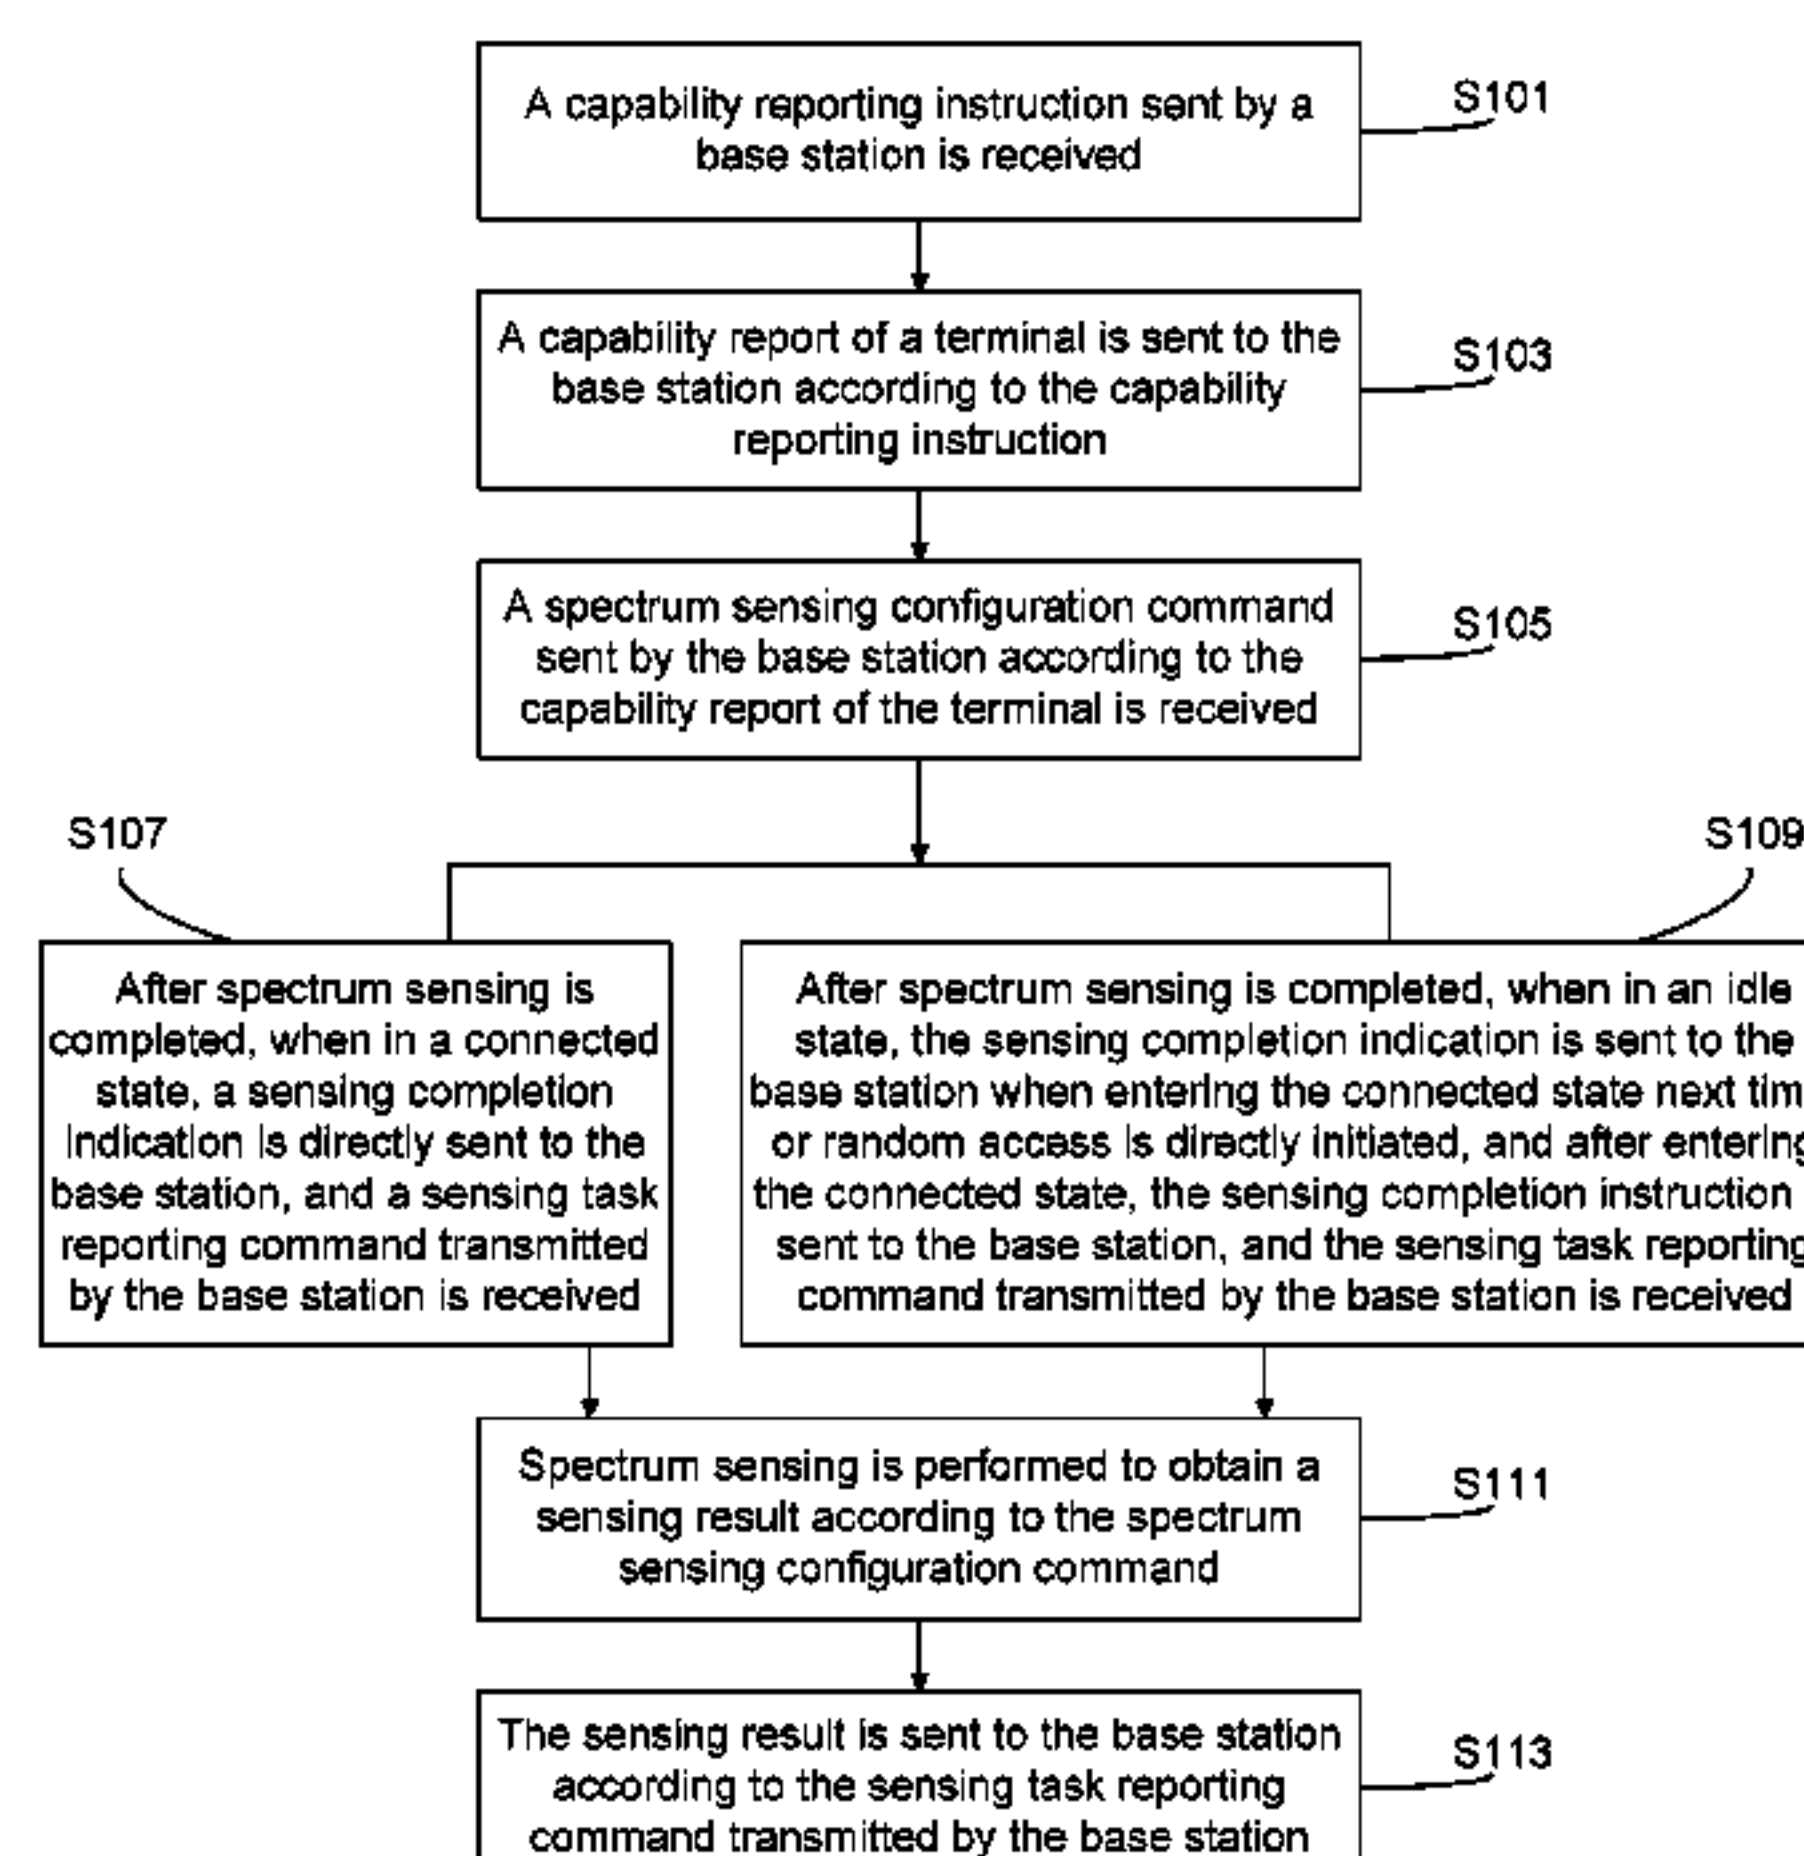 A capability reporting instruction sent by a
base station is received
S101
A capability report of a terminal is sent to the
base station according to the capability
reporting instruction
S103
A spectrum sensing configuration command
sent by the base station according to the
capability report of the terminal is received
S105
S107
After spectrum sensing is
completed, when in a connected
state, a sensing completion
indication is directly sent to the
base station, and a sensing task
reporting command transmitted
by the base station is received
S109
After spectrum sensing is completed, when in an idle
state, the sensing completion indication is sent to the
base station when entering the connected state next tim
or random access is directly initiated, and after entering
the connected state, the sensing completion instruction
sent to the base station, and the sensing task reporting
command transmitted by the base station is received
Spectrum sensing is performed to obtain a
sensing result according to the spectrum
sensing configuration command
S111
The sensing result is sent to the base station
according to the sensing task reporting
command transmitted by the base station
S113